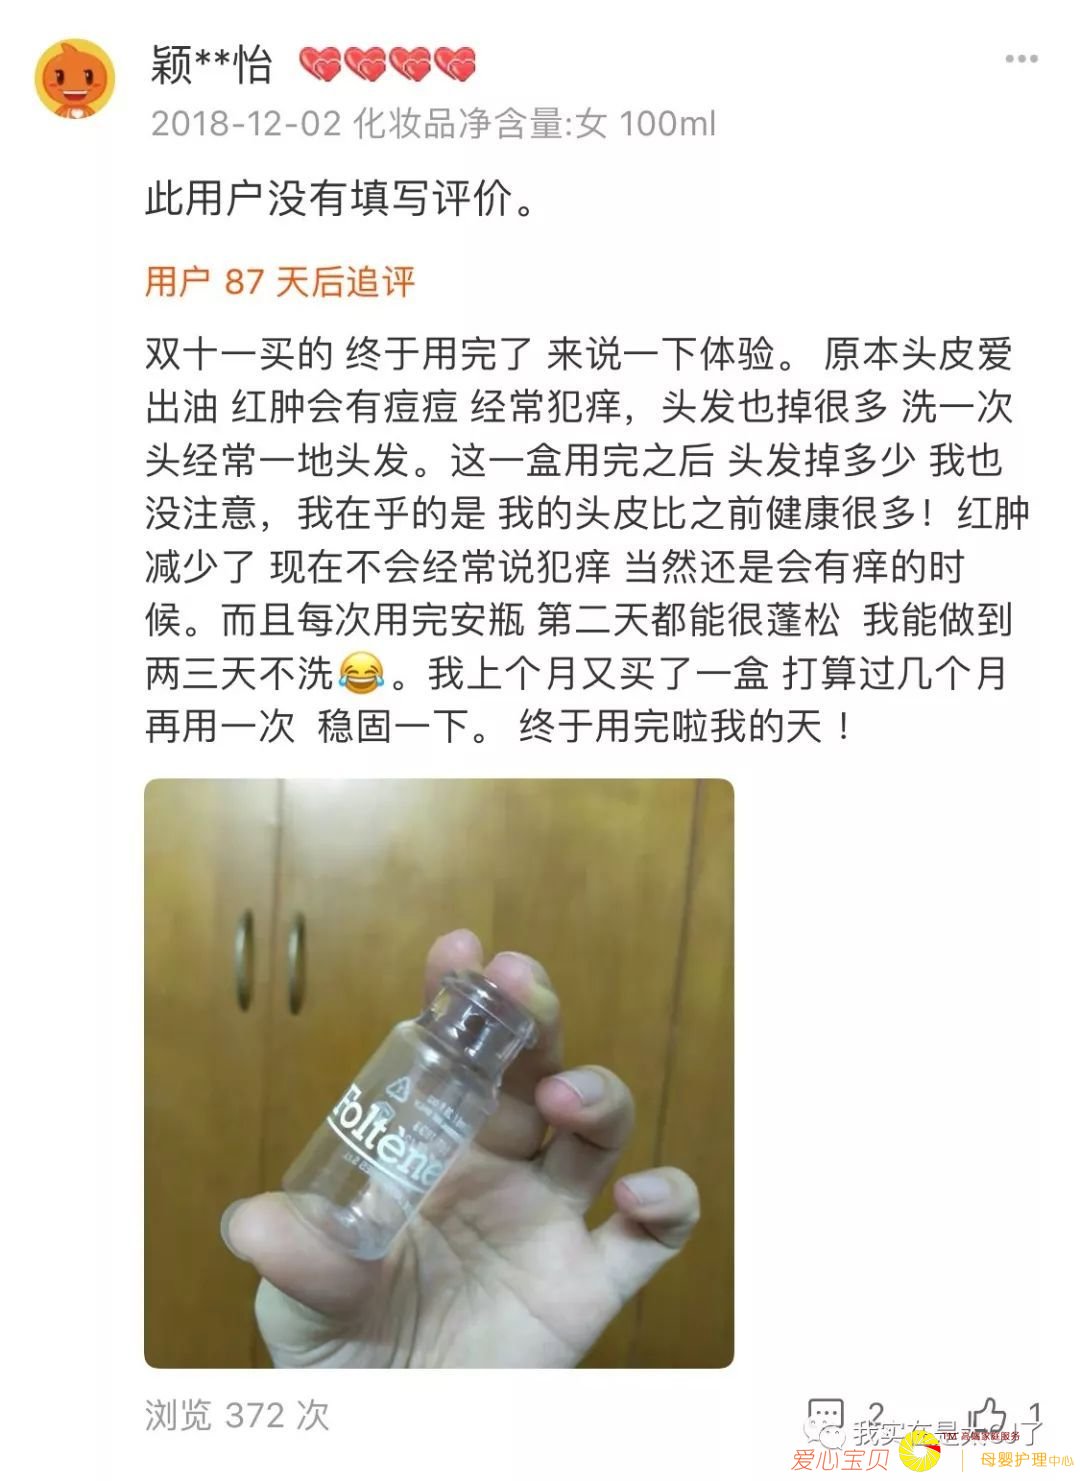 颖**怡
2018-12-02 化妆品净含量:女 100ml
此用户没有填写评价。
用户 87 天后追评
双十一买的 终于用完了 来说一下体验。 原本头皮爱
出油 红肿会有痘痘 经常犯痒，头发也掉很多 洗一次
头经常一地头发。这一盒用完之后 头发掉多少 我也
没注意，我在乎的是 我的头皮比之前健康很多！红肿
减少了 现在不会经常说犯痒 当然还是会有痒的时
候。而且每次用完安瓶 第二天都能很蓬松 我能做到
两三天不洗😂。我上个月又买了一盒 打算过几个月
再用一次 稳固一下。 终于用完啦我的天！
Foltène
浏览 372 次
2
1
我实在是太
了
爱心宝贝
家庭服务
母婴护理中心